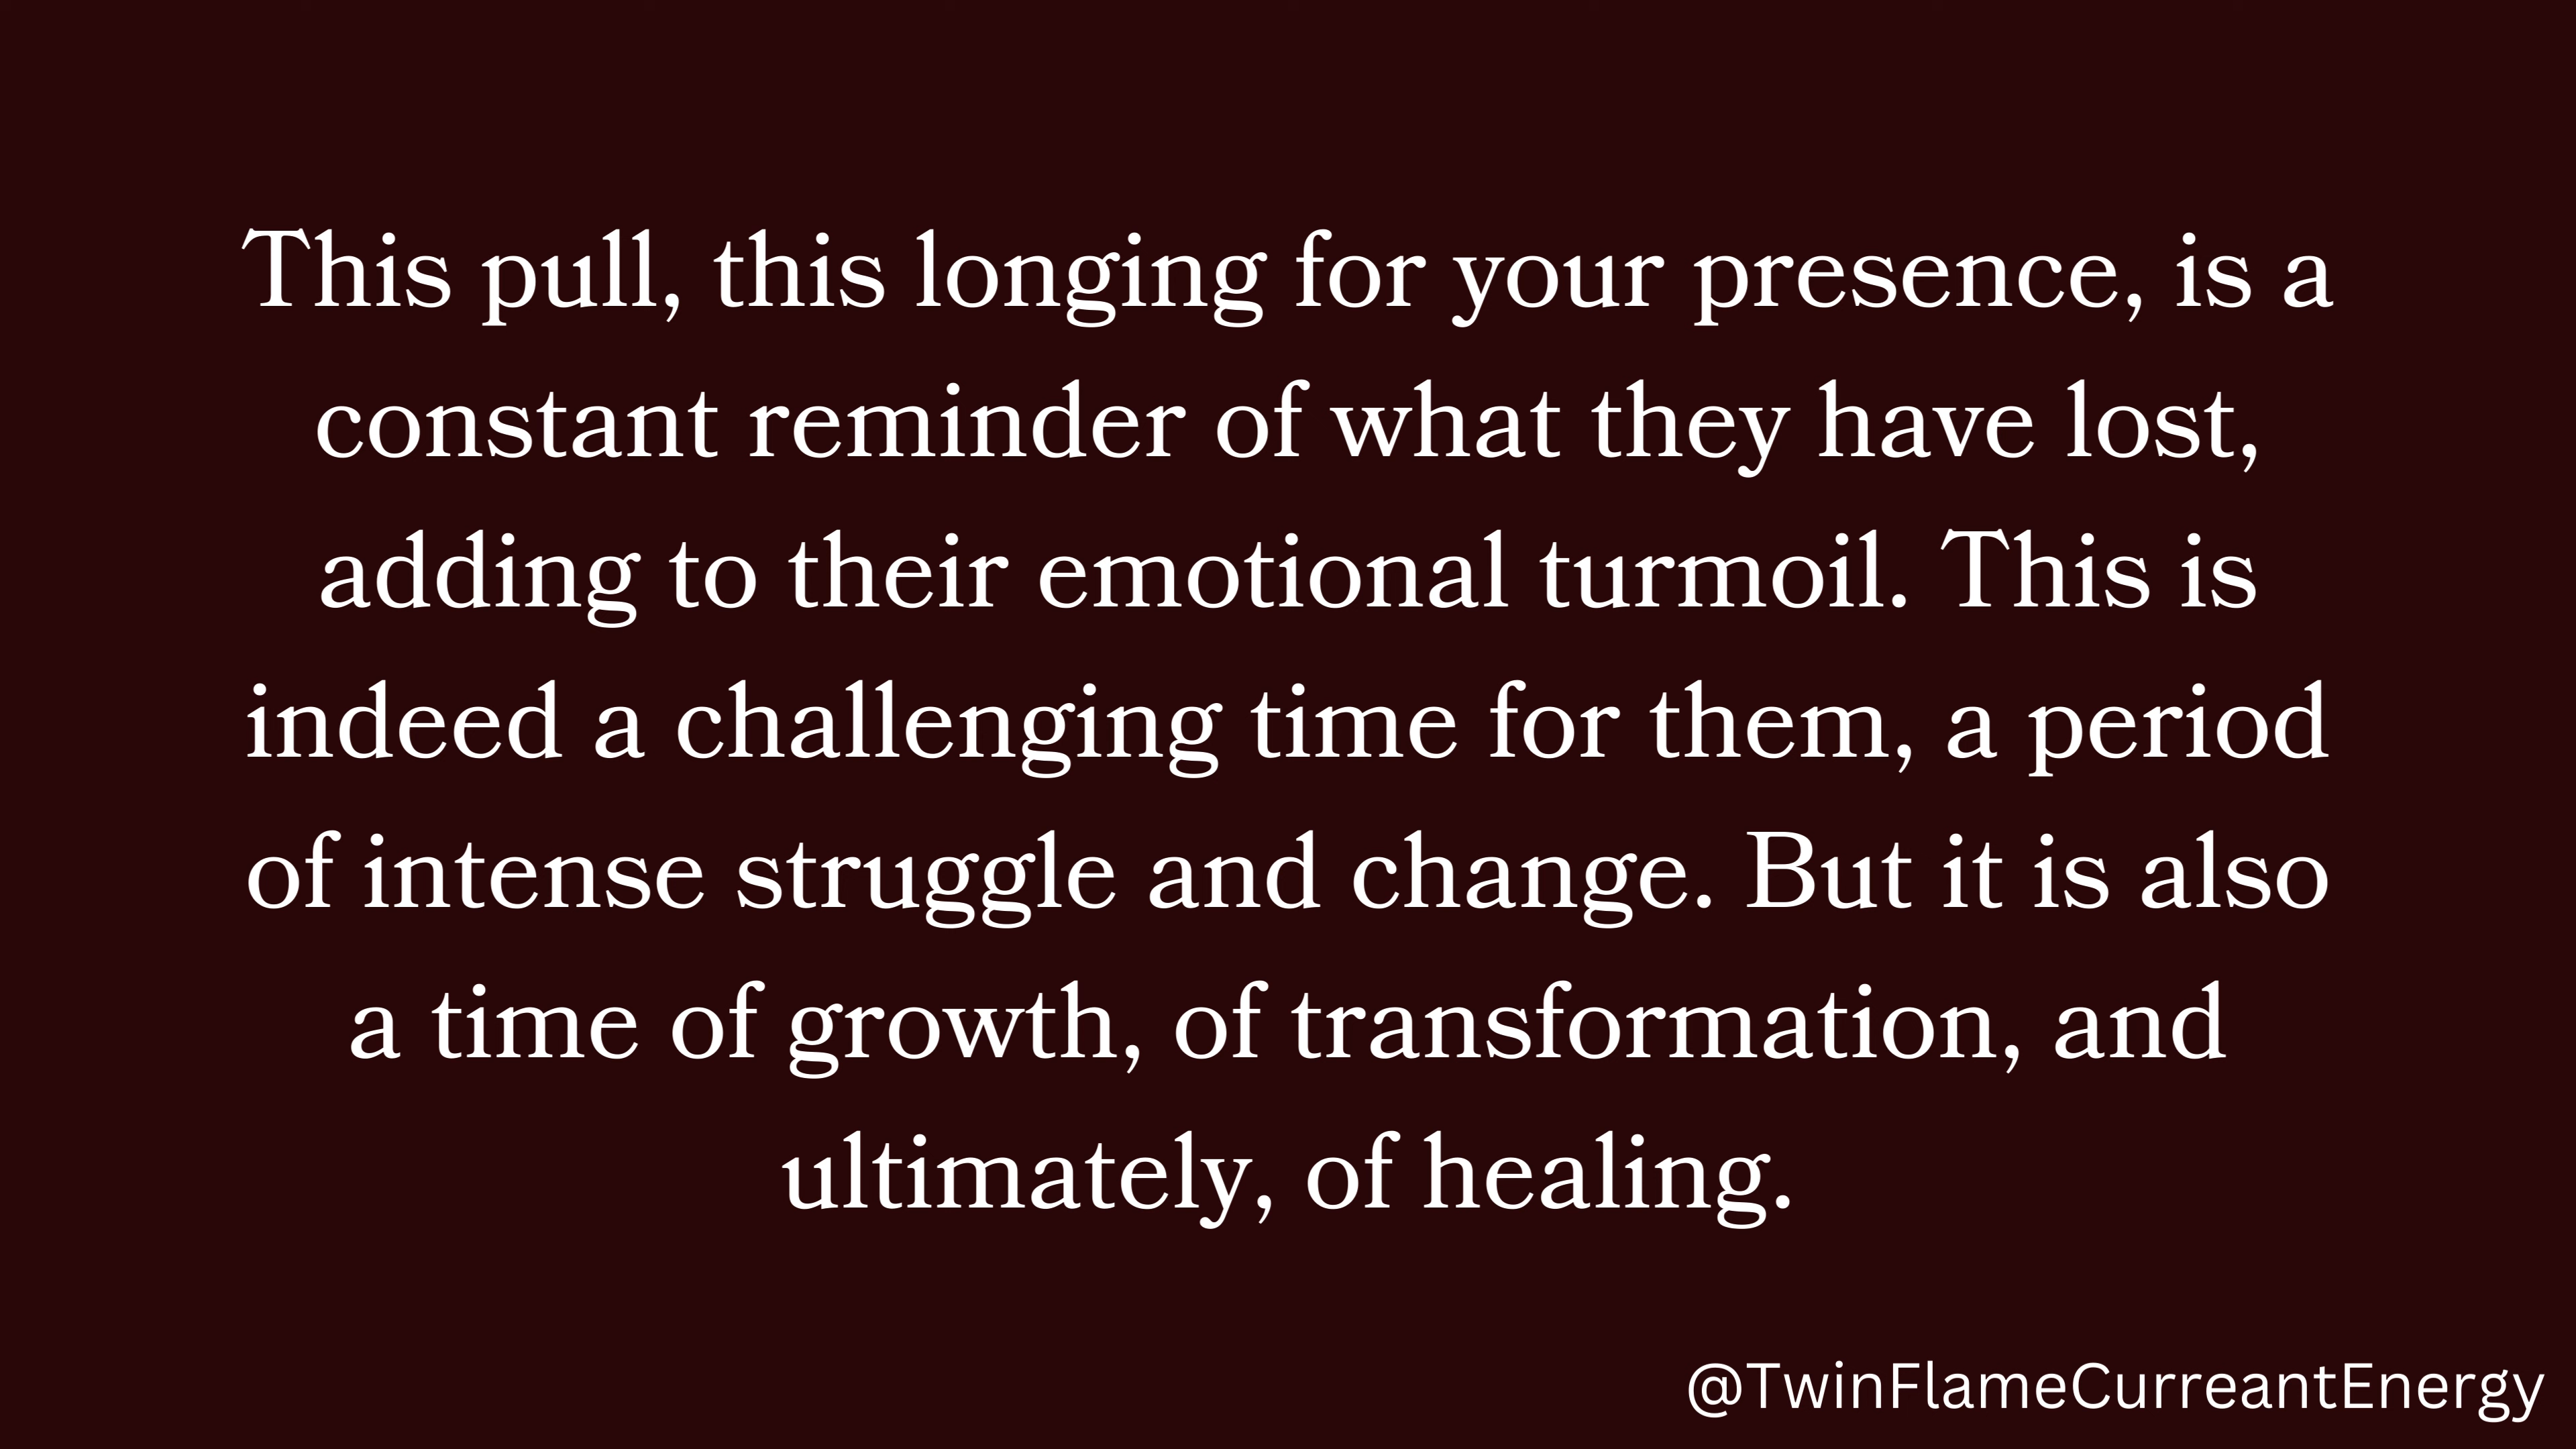 This pull, this longing for your presence, is a
constant reminder of what they have lost,
adding to their emotional turmoil. This is
indeed a challenging time for them, a period
of intense struggle and change. But it is also
a time of growth, of transformation, and
ultimately, of healing.
@TwinFlameCurreantEnergy